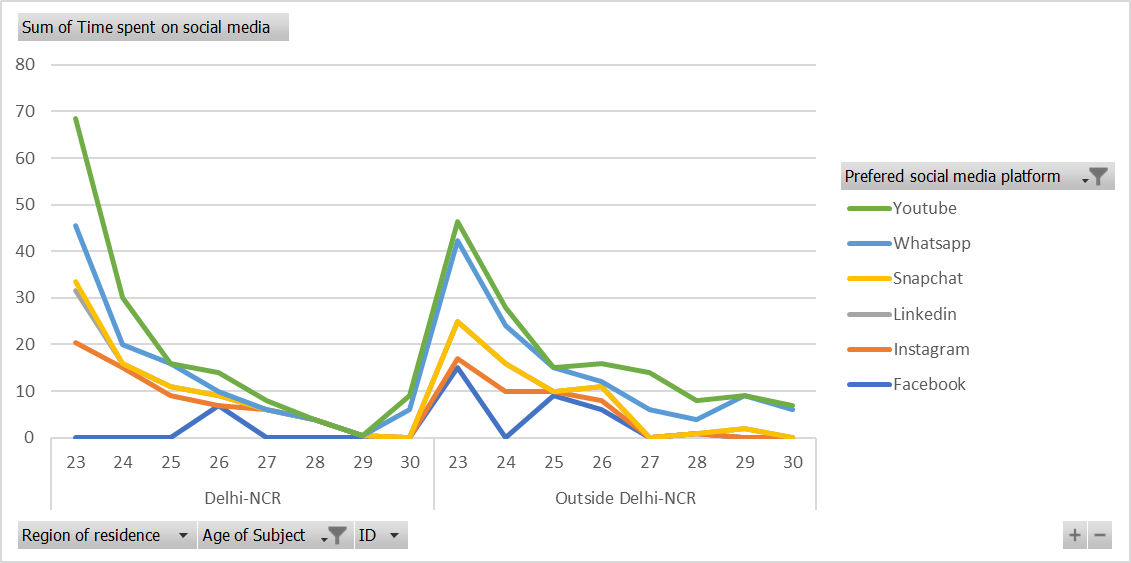 Sum of Time spent on social media
80
70
60
50
40
30
20
10
0
23 24 25 26 27 28 29 30 23 24 25 26 27 28 29 30
Delhi-NCR Outside Delhi-NCR
Prefered social media platform
Youtube
Whatsapp
Snapchat
Linkedin
Instagram
Facebook
Region of residence Age of Subject ID
+ −